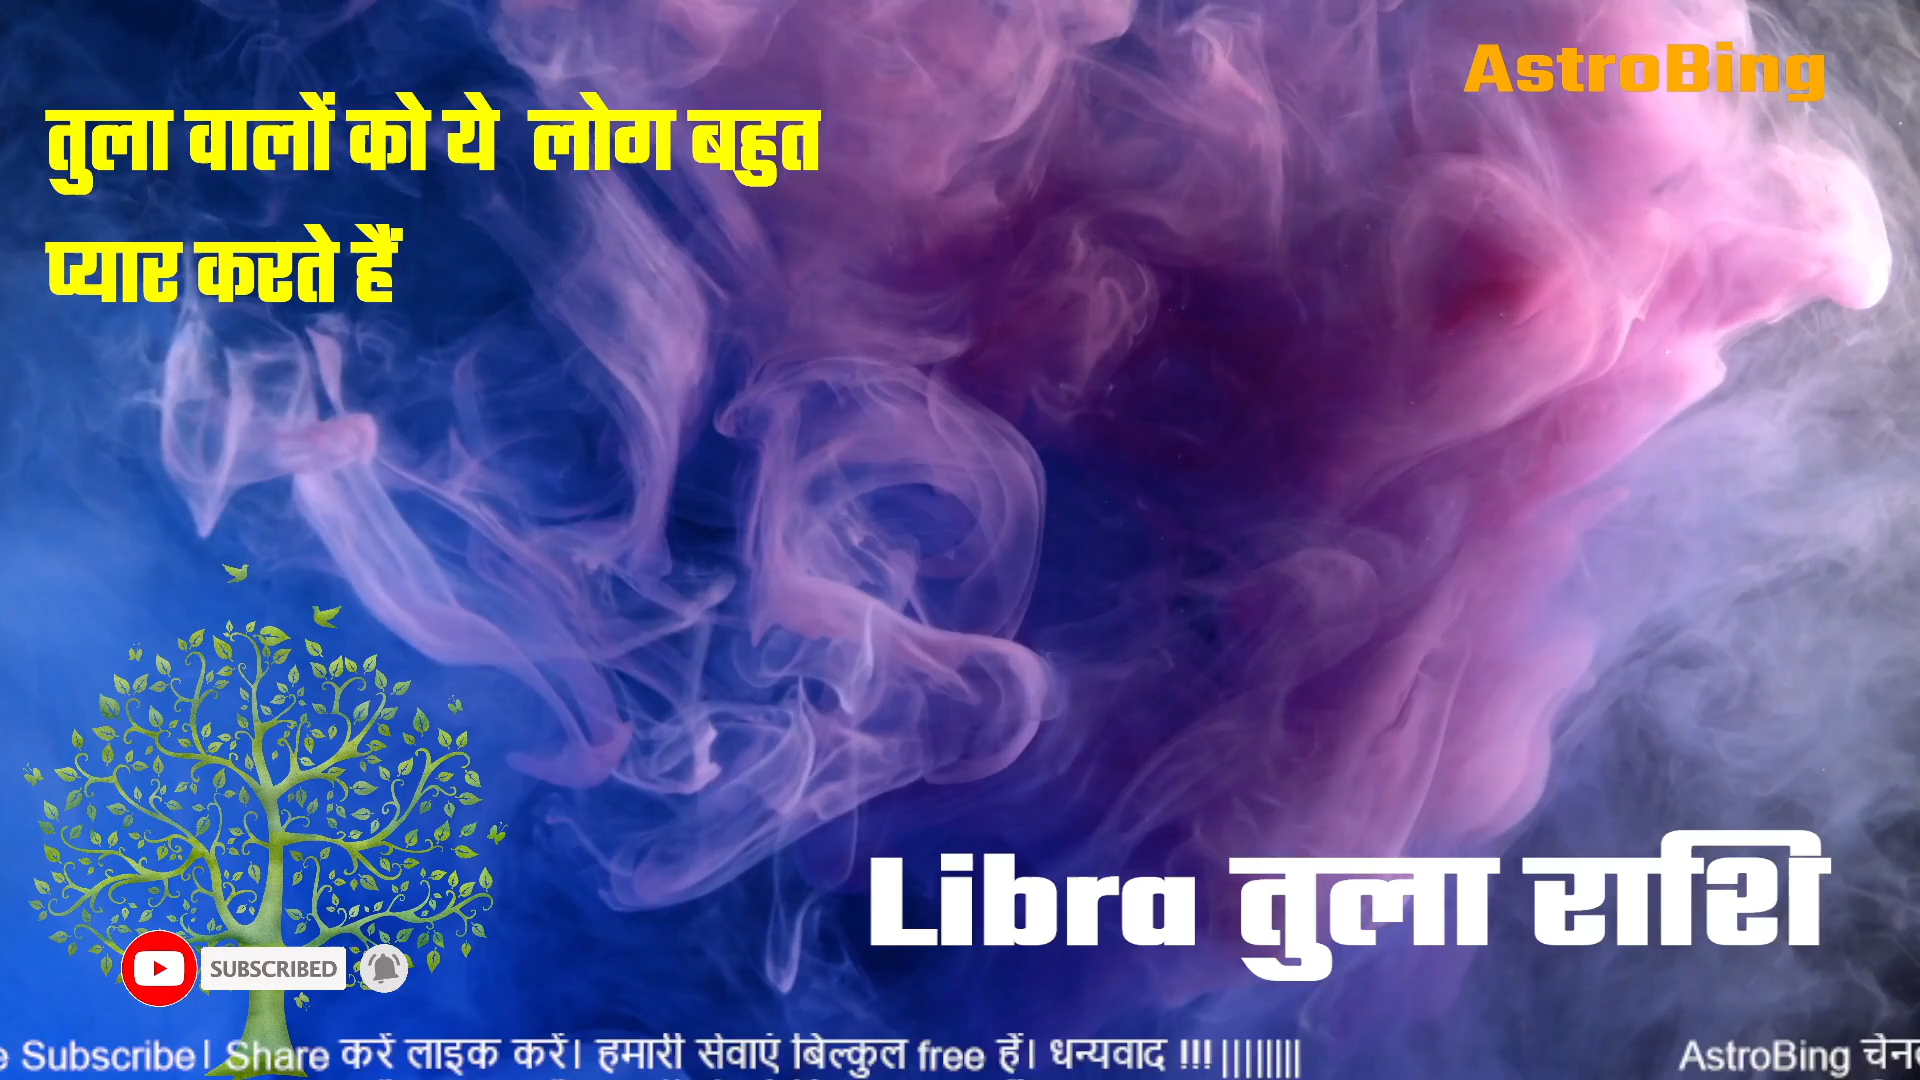 AstroBing
तुला वालों को ये लोग बहुत
प्यार करते हैं
Libra तुला राशि
SUBSCRIBED
Subscribe। Share करें लाइक करें। हमारी सेवाएं बिल्कुल free हैं। धन्यवाद !!! ||||||||| AstroBing